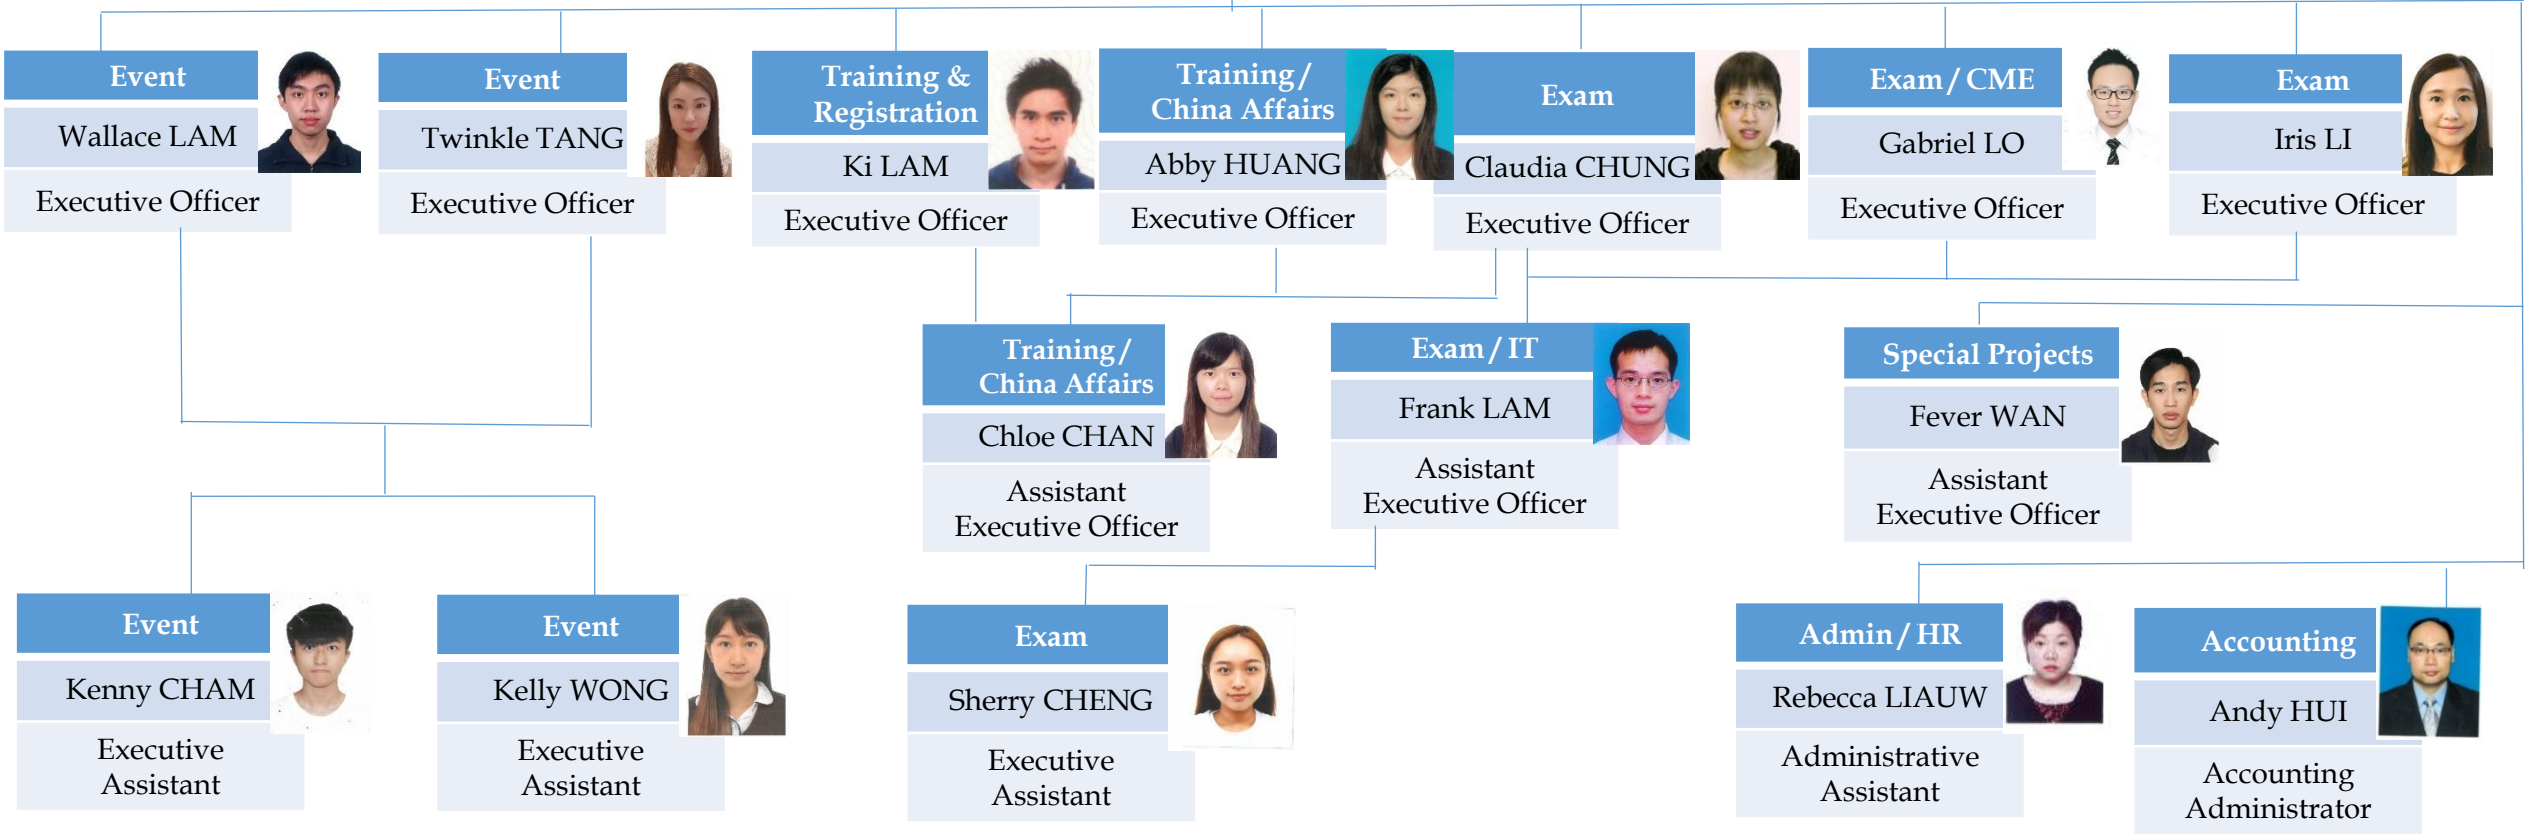 Event
Wallace LAM
Executive Officer
Event
Twinkle TANG
Executive Officer
Training &
Registration
Ki LAM
Executive Officer
Training /
China Affairs
Abby HUANG
Executive Officer
Exam
Claudia CHUNG
Executive Officer
Exam / CME
Gabriel LO
Executive Officer
Exam
Iris LI
Executive Officer
Training /
China Affairs
Chloe CHAN
Assistant
Executive Officer
Exam / IT
Frank LAM
Assistant
Executive Officer
Special Projects
Fever WAN
Assistant
Executive Officer
Event
Kenny CHAM
Executive
Assistant
Event
Kelly WONG
Executive
Assistant
Exam
Sherry CHENG
Executive
Assistant
Admin / HR
Rebecca LIAUW
Administrative
Assistant
Accounting
Andy HUI
Accounting
Administrator